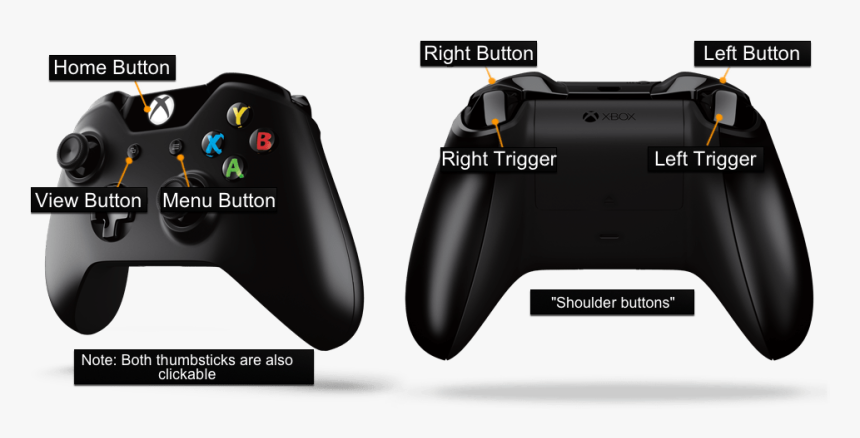 Home Button
Y
X
B
A
View Button
Menu Button
Note: Both thumbsticks are also
clickable
Right Button
Left Button
XBOX
Right Trigger
Left Trigger
"Shoulder buttons"